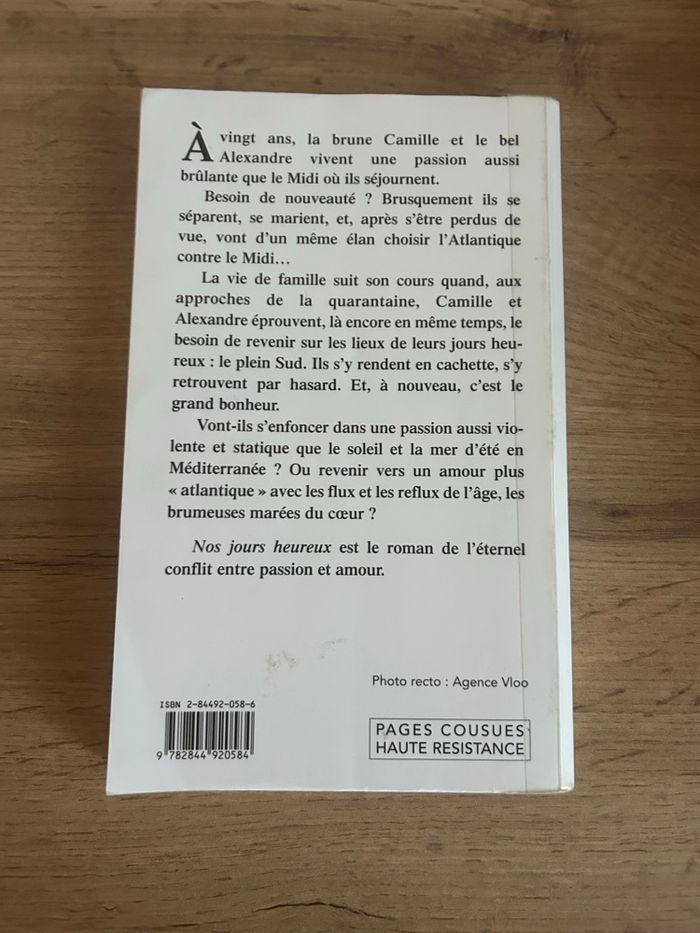 À vingt ans, la brune Camille et le bel
Alexandre vivent une passion aussi
brûlante que le Midi où ils séjournent.
Besoin de nouveauté ? Brusquement ils se
séparent, se marient, et, après s’être perdus de
vue, vont d’un même élan choisir l’Atlantique
contre le Midi…
La vie de famille suit son cours quand, aux
approches de la quarantaine, Camille et
Alexandre éprouvent, là encore en même temps, le
besoin de revenir sur les lieux de leurs jours heu-
reux : le plein Sud. Ils s’y rendent en cachette, s’y
retrouvent par hasard. Et, à nouveau, c’est le
grand bonheur.
Vont-ils s’enfoncer dans une passion aussi vio-
lente et statique que le soleil et la mer d’été en
Méditerranée ? Ou revenir vers un amour plus
« atlantique » avec les flux et les reflux de l’âge, les
brumeuses marées du cœur ?
Nos jours heureux est le roman de l’éternel
conflit entre passion et amour.
Photo recto : Agence Vloo
ISBN 2-84492-058-6
9 782844 920584
PAGES COUSUES
HAUTE RESISTANCE